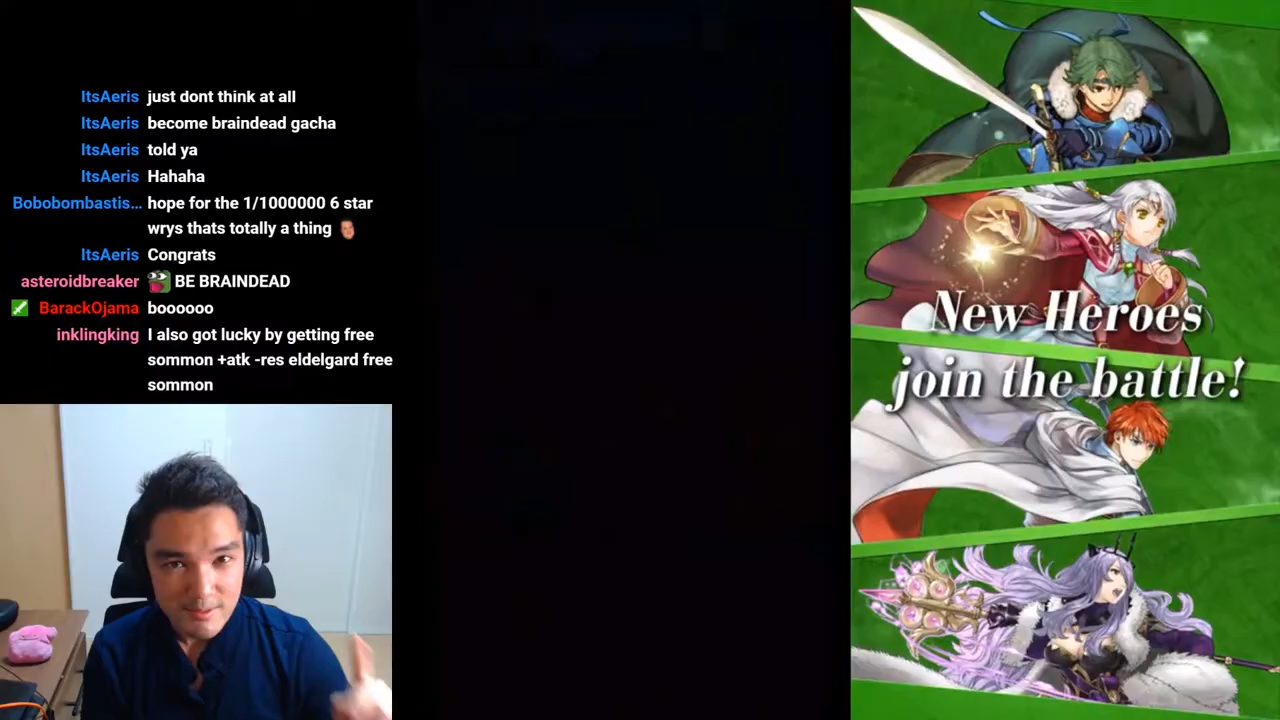 ItsAeris just dont think at all
ItsAeris become braindead gacha
ItsAeris told ya
ItsAeris Hahaha
Bobobombastis… hope for the 1/1000000 6 star
wrys thats totally a thing
ItsAeris Congrats
asteroidbreaker BE BRAINDEAD
BarackOjama boooooo
inklingking I also got lucky by getting free
sommon +atk -res eldelgard free
sommon
New Heroes
join the battle!